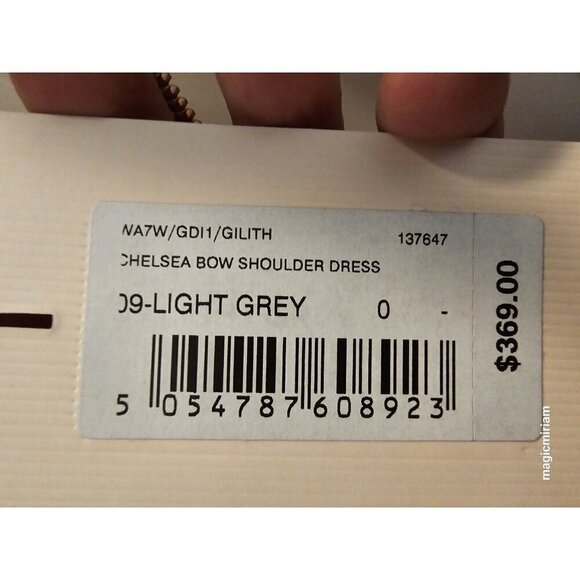 WA7W/GDI1/GILITH 137647
CHELSEA BOW SHOULDER DRESS
09-LIGHT GREY 0 -
5 054787 608923
$369.00
magicmiriam